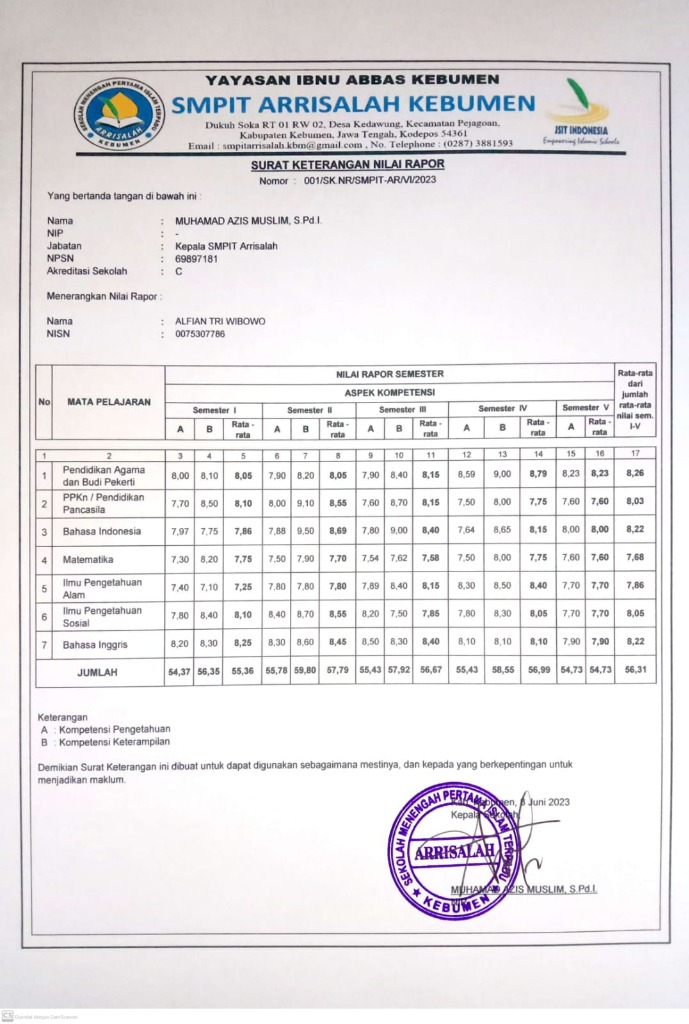 YAYASAN IBNU ABBAS KEBUMEN
SMPIT ARRISALAH KEBUMEN
Dukuh Soka RT 01 RW 02, Desa Kedawung, Kecamatan Pejagoan,
Kabupaten Kebumen, Jawa Tengah, Kodepos 54361
Email : smpitarrisalah.kbm@gmail.com , No. Telephone : (0287) 3881593
SEKOLAH MENENGAH PERTAMA ISLAM TERPADU
ARRISALAH
KEBUMEN
JSIT INDONESIA
Empowering Islamic Schools
SURAT KETERANGAN NILAI RAPOR
Nomor : 001/SK.NR/SMPIT-AR/VI/2023
Yang bertanda tangan di bawah ini :
Nama : MUHAMAD AZIS MUSLIM, S.Pd.I.
NIP : -
Jabatan : Kepala SMPIT Arrisalah
NPSN : 69897181
Akreditasi Sekolah : C
Menerangkan Nilai Rapor :
Nama : ALFIAN TRI WIBOWO
NISN : 0075307786
No MATA PELAJARAN NILAI RAPOR SEMESTER Rata-rata dari jumlah rata-rata nilai sem. I-V
ASPEK KOMPETENSI
Semester I Semester II Semester III Semester IV Semester V
A B Rata-rata A B Rata-rata A B Rata-rata A B Rata-rata A Rata-rata
1 2 3 4 5 6 7 8 9 10 11 12 13 14 15 16 17
1 Pendidikan Agama dan Budi Pekerti 8,00 8,10 8,05 7,90 8,20 8,05 7,90 8,40 8,15 8,59 9,00 8,79 8,23 8,23 8,26
2 PPKn / Pendidikan Pancasila 7,70 8,50 8,10 8,00 9,10 8,55 7,60 8,70 8,15 7,50 8,00 7,75 7,60 7,60 8,03
3 Bahasa Indonesia 7,97 7,75 7,86 7,88 9,50 8,69 7,80 9,00 8,40 7,64 8,65 8,15 8,00 8,00 8,22
4 Matematika 7,30 8,20 7,75 7,50 7,90 7,70 7,54 7,62 7,58 7,50 8,00 7,75 7,60 7,60 7,68
5 Ilmu Pengetahuan Alam 7,40 7,10 7,25 7,80 7,80 7,80 7,89 8,40 8,15 8,30 8,50 8,40 7,70 7,70 7,86
6 Ilmu Pengetahuan Sosial 7,80 8,40 8,10 8,40 8,70 8,55 8,20 7,50 7,85 7,80 8,30 8,05 7,70 7,70 8,05
7 Bahasa Inggris 8,20 8,30 8,25 8,30 8,60 8,45 8,50 8,30 8,40 8,10 8,10 8,10 7,90 7,90 8,22
JUMLAH 54,37 56,35 55,36 55,78 59,80 57,79 55,43 57,92 56,67 55,43 58,55 56,99 54,73 54,73 56,31
Keterangan
A : Kompetensi Pengetahuan
B : Kompetensi Keterampilan
Demikian Surat Keterangan ini dibuat untuk dapat digunakan sebagaimana mestinya, dan kepada yang berkepentingan untuk
menjadikan maklum.
Juni 2023
Kepala Sekolah,
SEKOLAH MENENGAH PERTAMA ISLAM TERPADU
ARRISALAH
KEBUMEN
MUHAMAD AZIS MUSLIM, S.Pd.I.
CS Dipindai dengan CamScanner